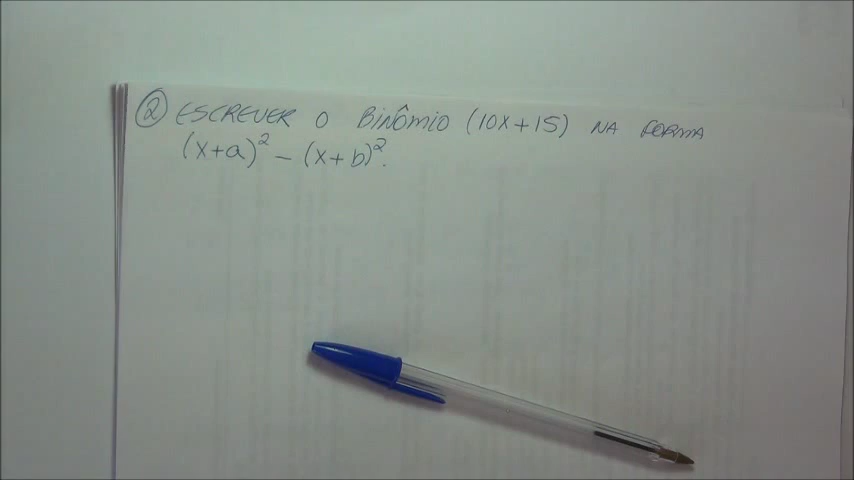 ② ESCREVER O BINÔMIO (10x+15) NA FORMA
(x+a)² - (x+b)².